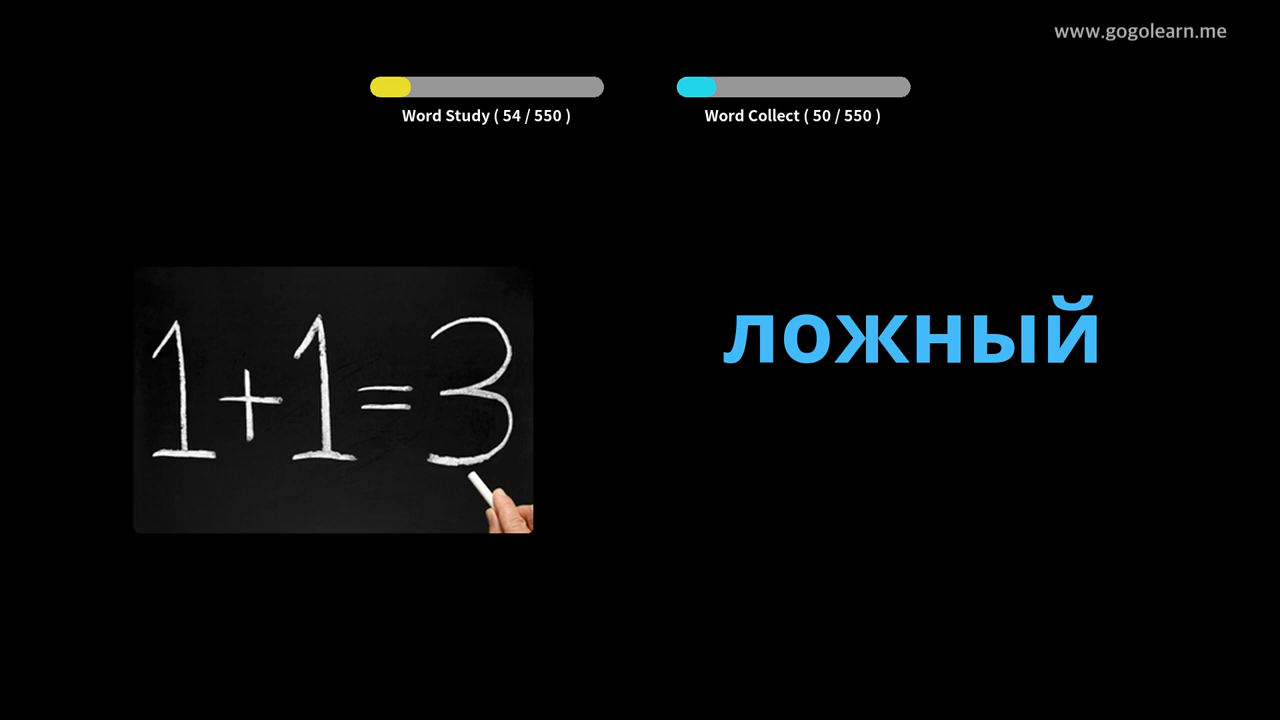 www.gogolearn.me
Word Study ( 54 / 550 )
Word Collect ( 50 / 550 )
1+1=3
ложный